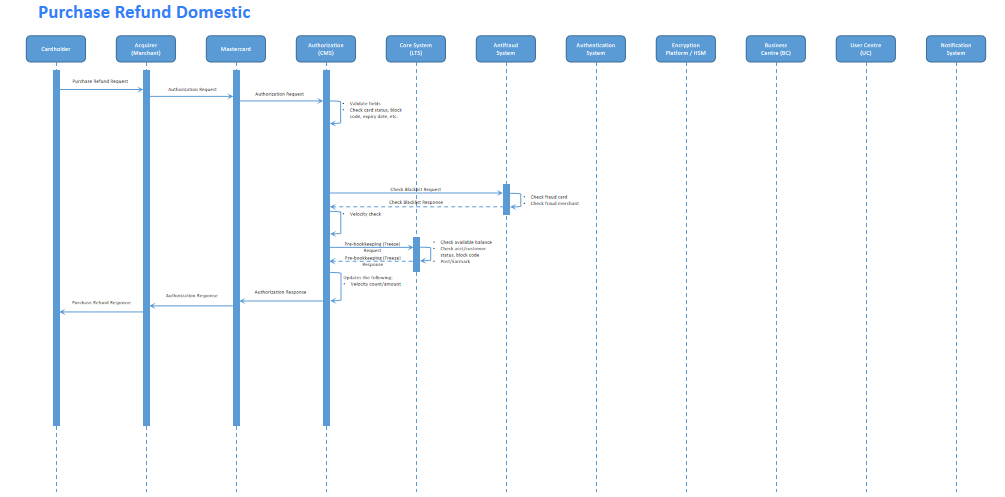 Purchase Refund Domestic
Cardholder
Acquirer
(Merchant)
Mastercard
Authorization
(CMS)
Core System
(LTS)
Antifraud
System
Authentication
System
Encryption
Platform / HSM
Business
Centre (BC)
User Centre
(UC)
Notification
System
Purchase Refund Request
Authorization Request
Authorization Request
• Validate fields
• Check card status, block
code, expiry date, etc.
Check Blacklist Request
• Check fraud card
• Check fraud merchant
Check Blacklist Response
• Velocity check
Pre-bookkeeping (Freeze)
Request
• Check available balance
• Check acct/customer
status, block code
• Post/earmark
Pre-bookkeeping (Freeze)
Response
Updates the following:
• Velocity count/amount
Authorization Response
Authorization Response
Purchase Refund Response